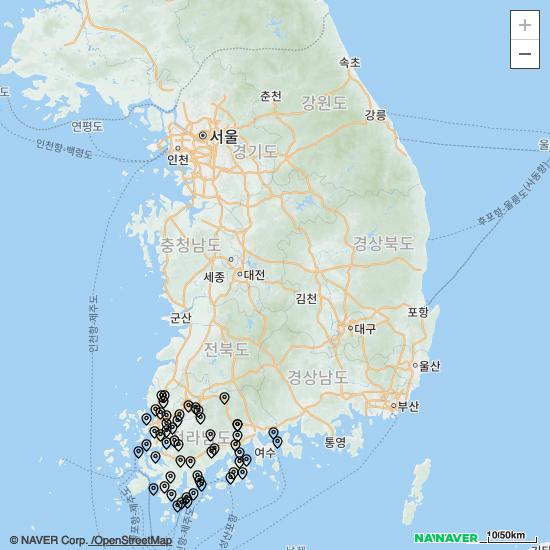 속초
춘천
강원도
강릉
연평도
서울
인천
경기도
인천항-백령도
울
후포항-울릉도(사동항)
충청남도
경상북도
세종
대전
김천
인천항-제주도
군산
포항
대구
전북도
울산
경상남도
부산
통영
여수
© NAVER Corp. /OpenStreetMap
NAVER
10/50km